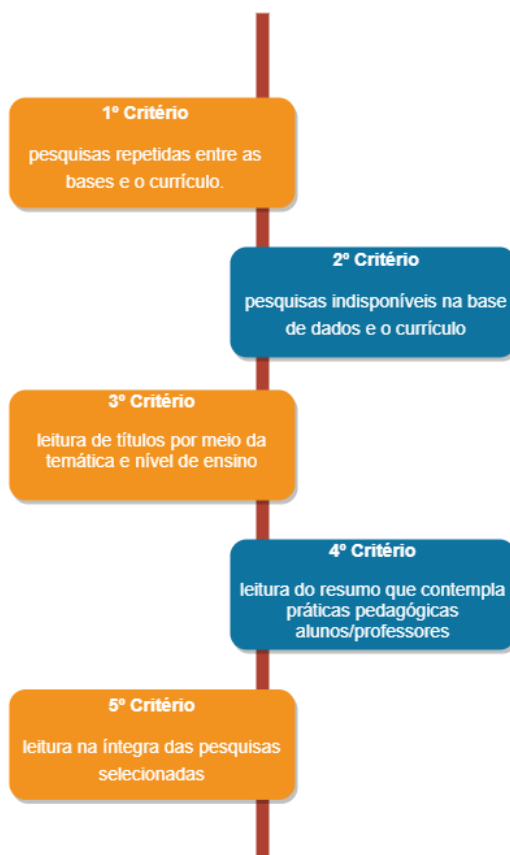 1º Critério
pesquisas repetidas entre as
bases e o currículo.
2º Critério
pesquisas indisponíveis na base
de dados e o currículo
3º Critério
leitura de títulos por meio da
temática e nível de ensino
4º Critério
leitura do resumo que contempla
práticas pedagógicas
alunos/professores
5º Critério
leitura na íntegra das pesquisas
selecionadas